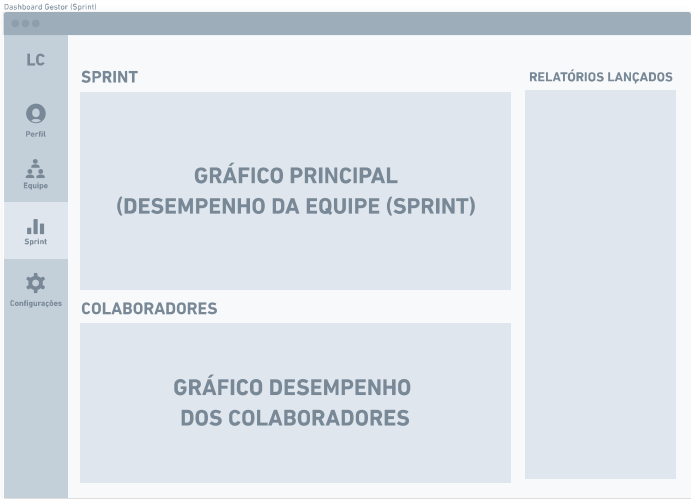 Dashboard Gestor (Sprint)
LC
Perfil
Equipe
Sprint
Configurações
SPRINT
GRÁFICO PRINCIPAL
(DESEMPENHO DA EQUIPE (SPRINT)
COLABORADORES
GRÁFICO DESEMPENHO
DOS COLABORADORES
RELATÓRIOS LANÇADOS